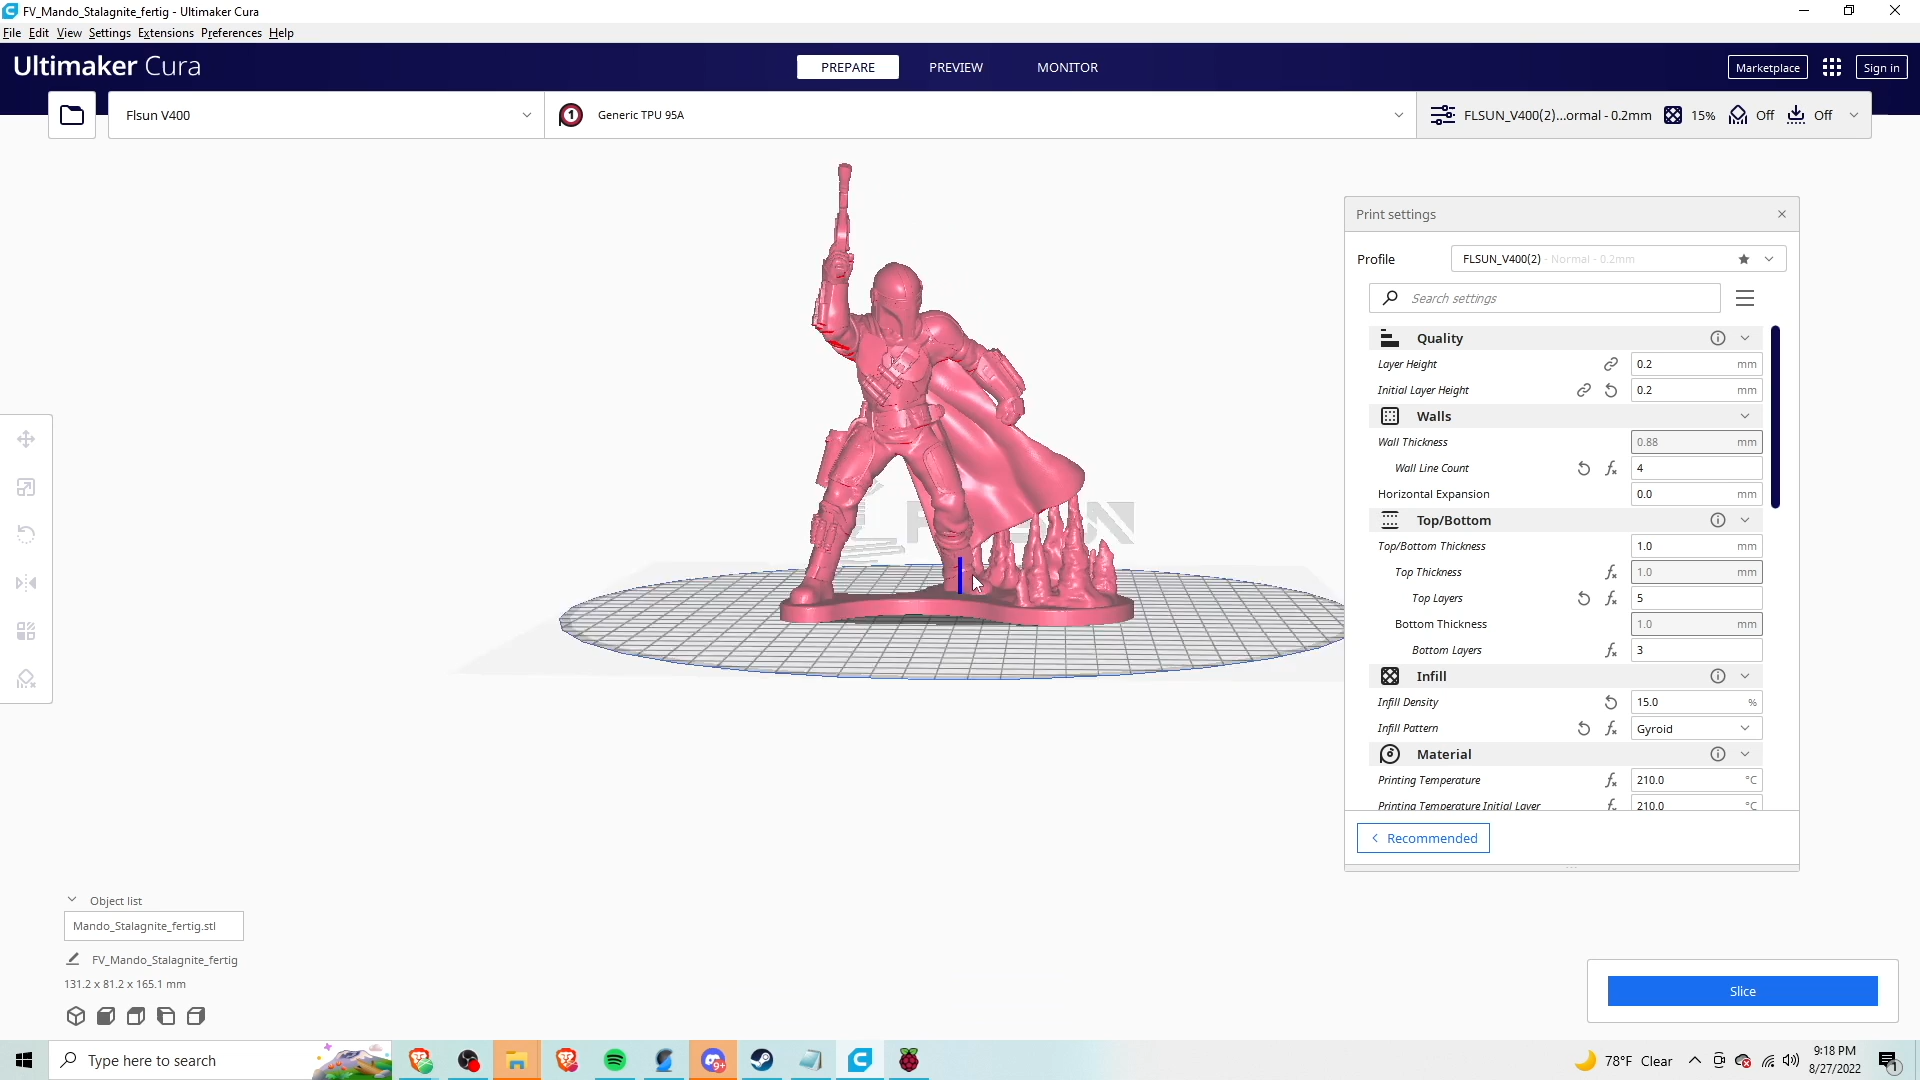 FV_Mando_Stalagnite_fertig - Ultimaker Cura
File Edit View Settings Extensions Preferences Help
Ultimaker Cura
PREPARE
PREVIEW
MONITOR
Marketplace
Sign in
Flsun V400
1
Generic TPU 95A
FLSUN_V400(2)...ormal - 0.2mm
15%
Off
Off
Print settings
Profile
FLSUN_V400(2) - Normal - 0.2mm
Search settings
Quality
Layer Height 0.2 mm
Initial Layer Height 0.2 mm
Walls
Wall Thickness 0.88 mm
Wall Line Count 4
Horizontal Expansion 0.0 mm
Top/Bottom
Top/Bottom Thickness 1.0 mm
Top Thickness 1.0 mm
Top Layers 5
Bottom Thickness 1.0 mm
Bottom Layers 3
Infill
Infill Density 15.0 %
Infill Pattern Gyroid
Material
Printing Temperature 210.0 °C
Printing Temperature Initial Layer 210.0 °C
Recommended
Object list
Mando_Stalagnite_fertig.stl
FV_Mando_Stalagnite_fertig
131.2 x 81.2 x 165.1 mm
Slice
Type here to search
9+
78°F Clear
9:18 PM
8/27/2022
1